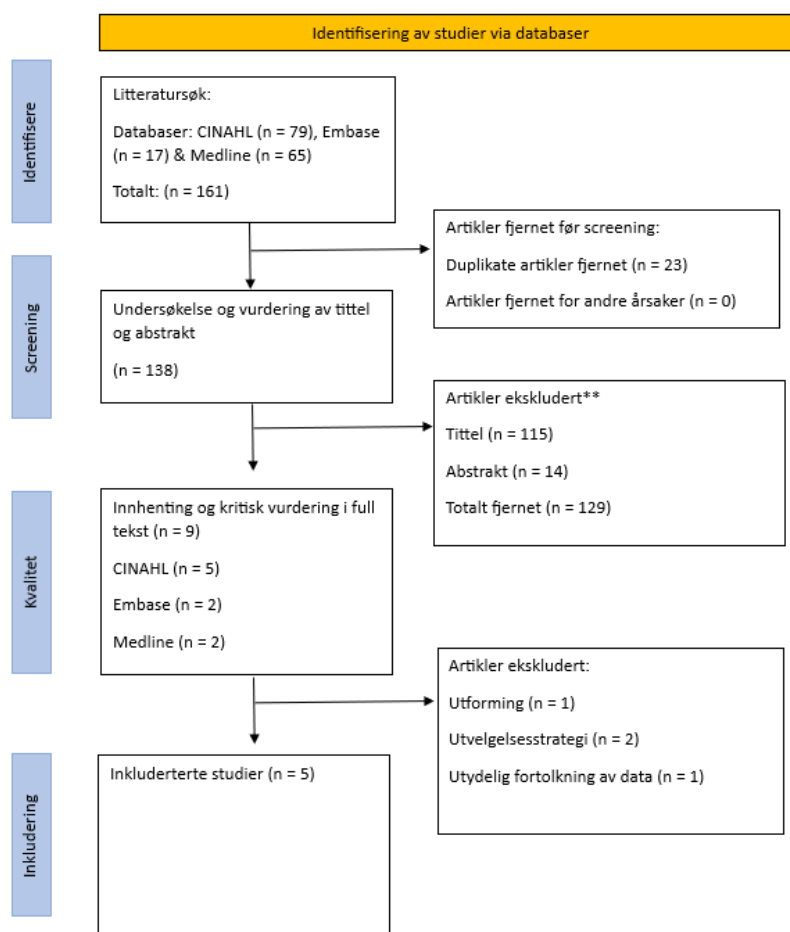 Identifisering av studier via databaser
Identifisere
Litteratursøk:
Databaser: CINAHL (n = 79), Embase
(n = 17) & Medline (n = 65)
Totalt: (n = 161)
Artikler fjernet før screening:
Duplikate artikler fjernet (n = 23)
Artikler fjernet for andre årsaker (n = 0)
Screening
Undersøkelse og vurdering av tittel
og abstrakt
(n = 138)
Artikler ekskludert**
Tittel (n = 115)
Abstrakt (n = 14)
Totalt fjernet (n = 129)
Kvalitet
Innhenting og kritisk vurdering i full
tekst (n = 9)
CINAHL (n = 5)
Embase (n = 2)
Medline (n = 2)
Artikler ekskludert:
Utforming (n = 1)
Utvelgelsesstrategi (n = 2)
Utydelig fortolkning av data (n = 1)
Inkludering
Inkluderterte studier (n = 5)